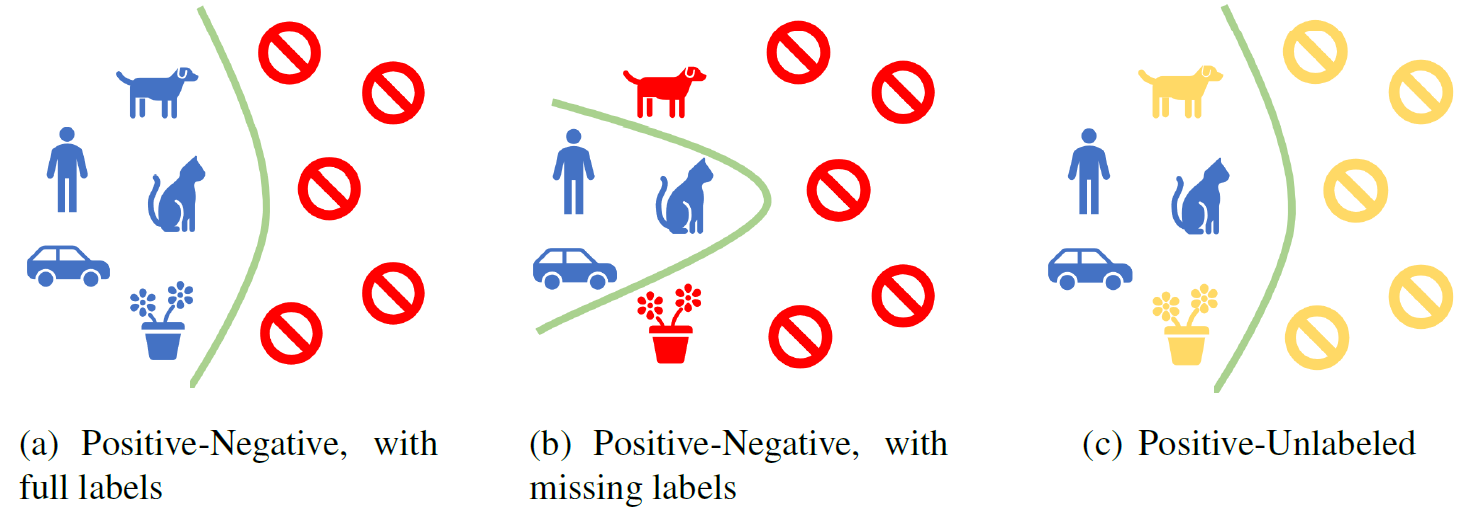 (a) Positive-Negative, with
full labels
(b) Positive-Negative, with
missing labels
(c) Positive-Unlabeled